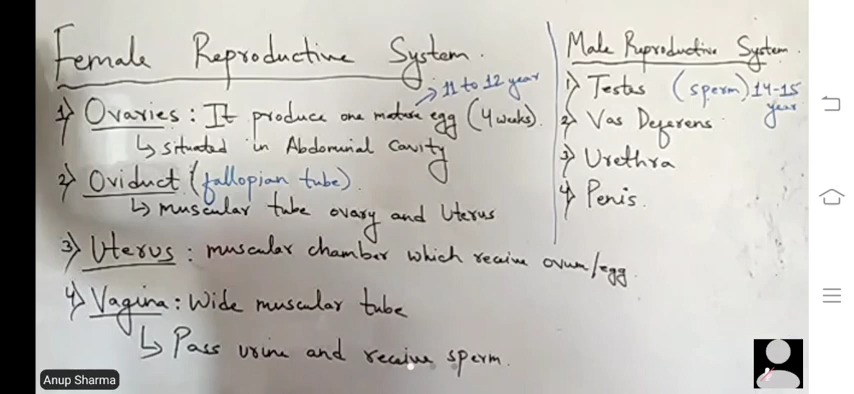 Female Reproductive System.
11 to 12 year
1) Ovaries : It produce one mature egg (4 weeks).
↳ situated in Abdominal Cavity
2) Oviduct (fallopian tube).
↳ muscular tube ovary and Uterus
3) Uterus : muscular chamber which receive ovum/egg.
4) Vagina : Wide muscular tube
↳ Pass urine and receive sperm.
Male Reproductive System.
1) Testes (sperm) 14-15 year
2) Vas Deferens
3) Urethra
4) Penis.
Anup Sharma